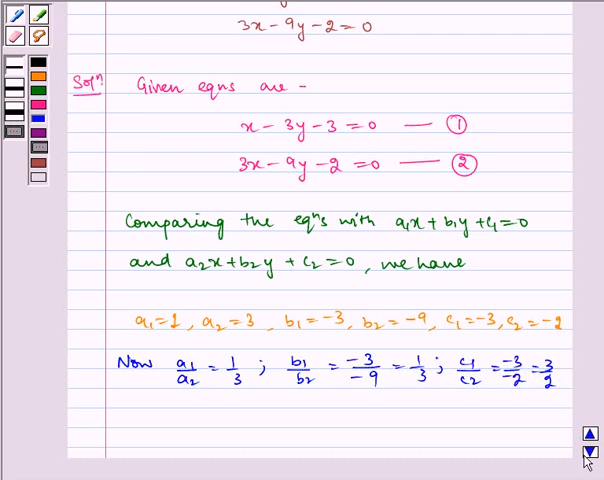 3x - 9y - 2 = 0
Solⁿ
Given eqns are -
x - 3y - 3 = 0 — ①
3x - 9y - 2 = 0 — ②
Comparing the eqⁿs with a₁x + b₁y + c₁ = 0
and a₂x + b₂y + c₂ = 0, we have
a₁ = 1, a₂ = 3, b₁ = -3, b₂ = -9, c₁ = -3, c₂ = -2
Now a₁/a₂ = 1/3 ; b₁/b₂ = -3/-9 = 1/3 ; c₁/c₂ = -3/-2 = 3/2